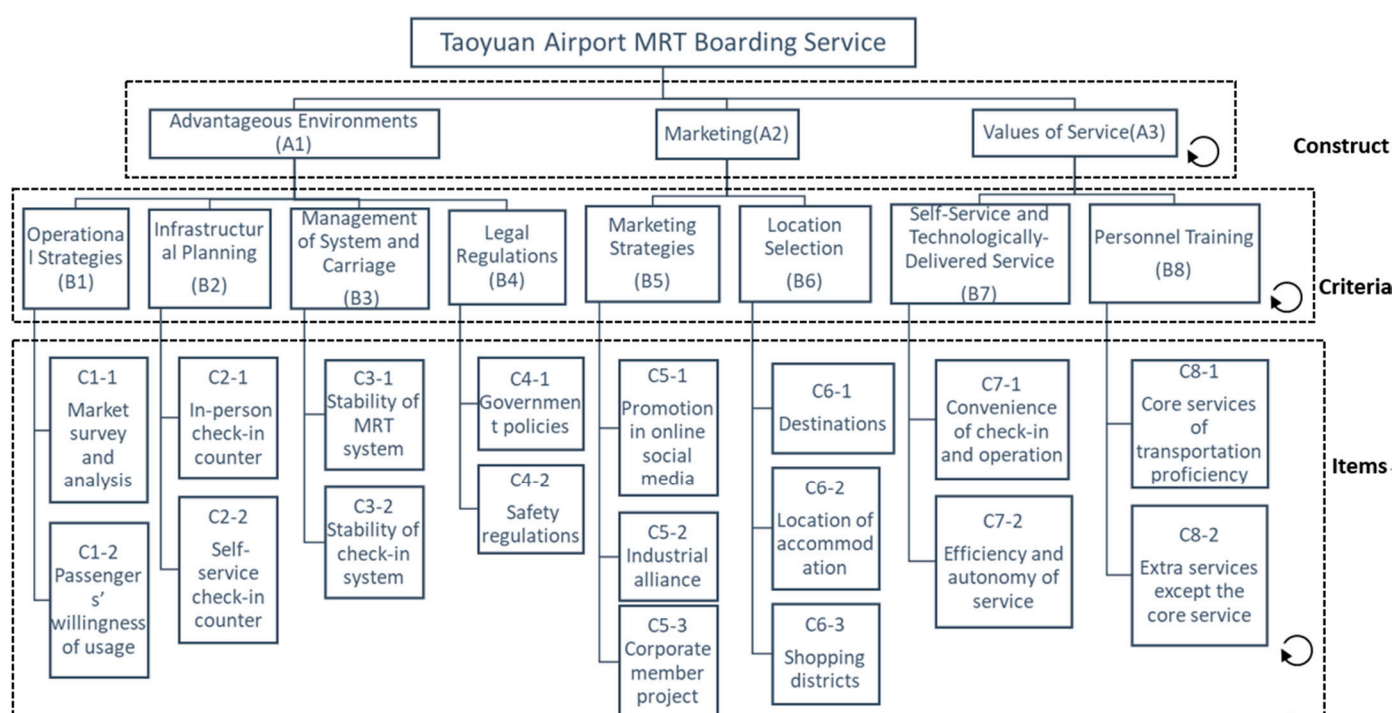 Taoyuan Airport MRT Boarding Service
Advantageous Environments
(A1)
Marketing(A2)
Values of Service(A3)
Construct
Operationa
l Strategies
(B1)
Infrastructur
al Planning
(B2)
Management
of System and
Carriage
(B3)
Legal
Regulations
(B4)
Marketing
Strategies
(B5)
Location
Selection
(B6)
Self-Service and
Technologically-
Delivered Service
(B7)
Personnel Training
(B8)
Criteria
C1-1
Market
survey
and
analysis
C1-2
Passenger
s’
willingness
of usage
C2-1
In-person
check-in
counter
C2-2
Self-
service
check-in
counter
C3-1
Stability of
MRT
system
C3-2
Stability of
check-in
system
C4-1
Governmen
t policies
C4-2
Safety
regulations
C5-1
Promotion
in online
social
media
C5-2
Industrial
alliance
C5-3
Corporate
member
project
C6-1
Destinations
C6-2
Location of
accommod
ation
C6-3
Shopping
districts
C7-1
Convenience
of check-in
and operation
C7-2
Efficiency and
autonomy of
service
C8-1
Core services
of
transportation
proficiency
C8-2
Extra services
except the
core service
Items